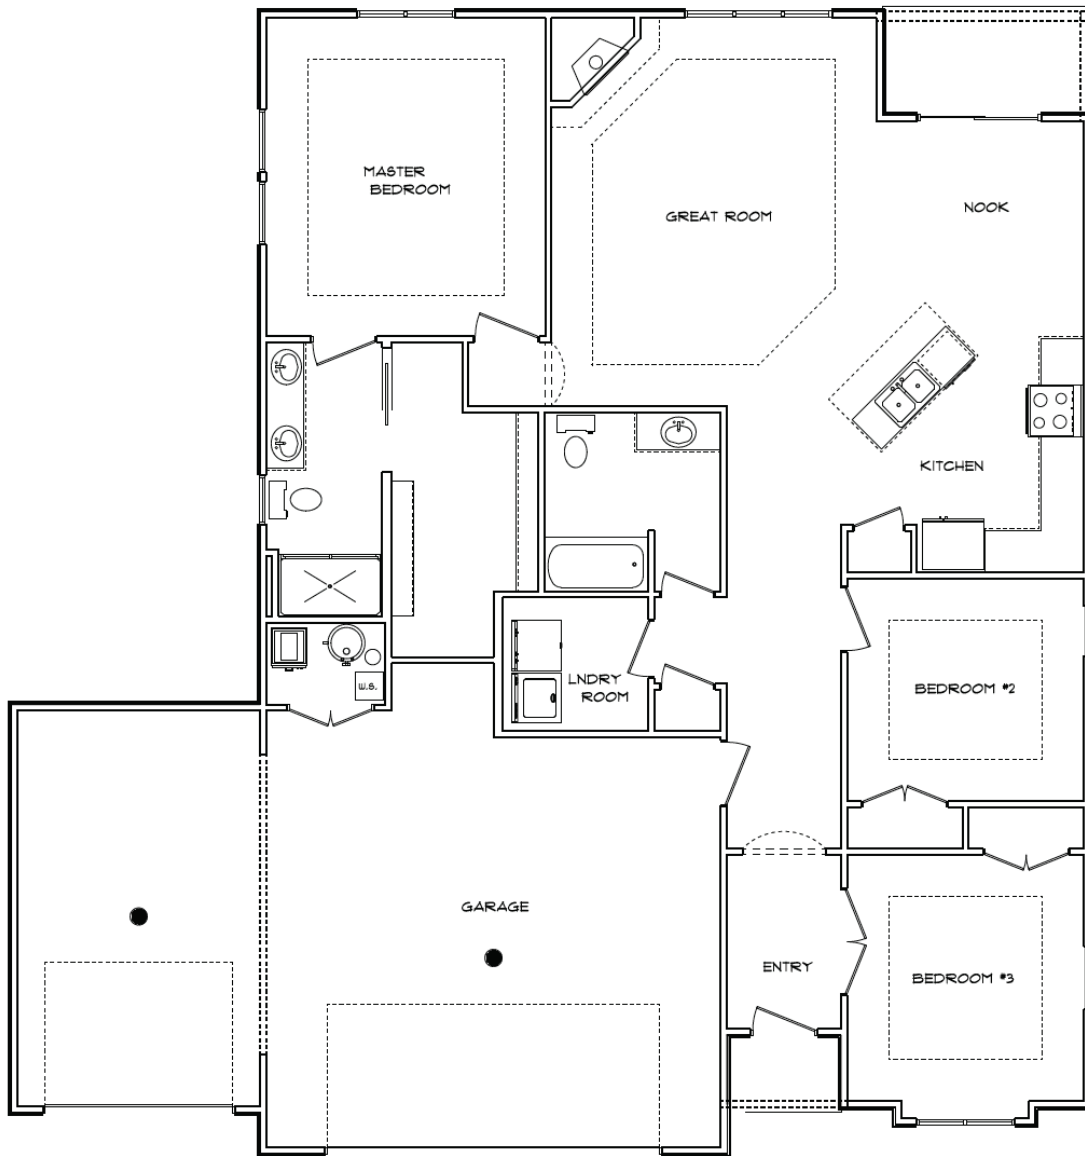 MASTER
BEDROOM
GREAT ROOM
NOOK
KITCHEN
LNDRY
ROOM
W.S.
BEDROOM #2
GARAGE
ENTRY
BEDROOM #3